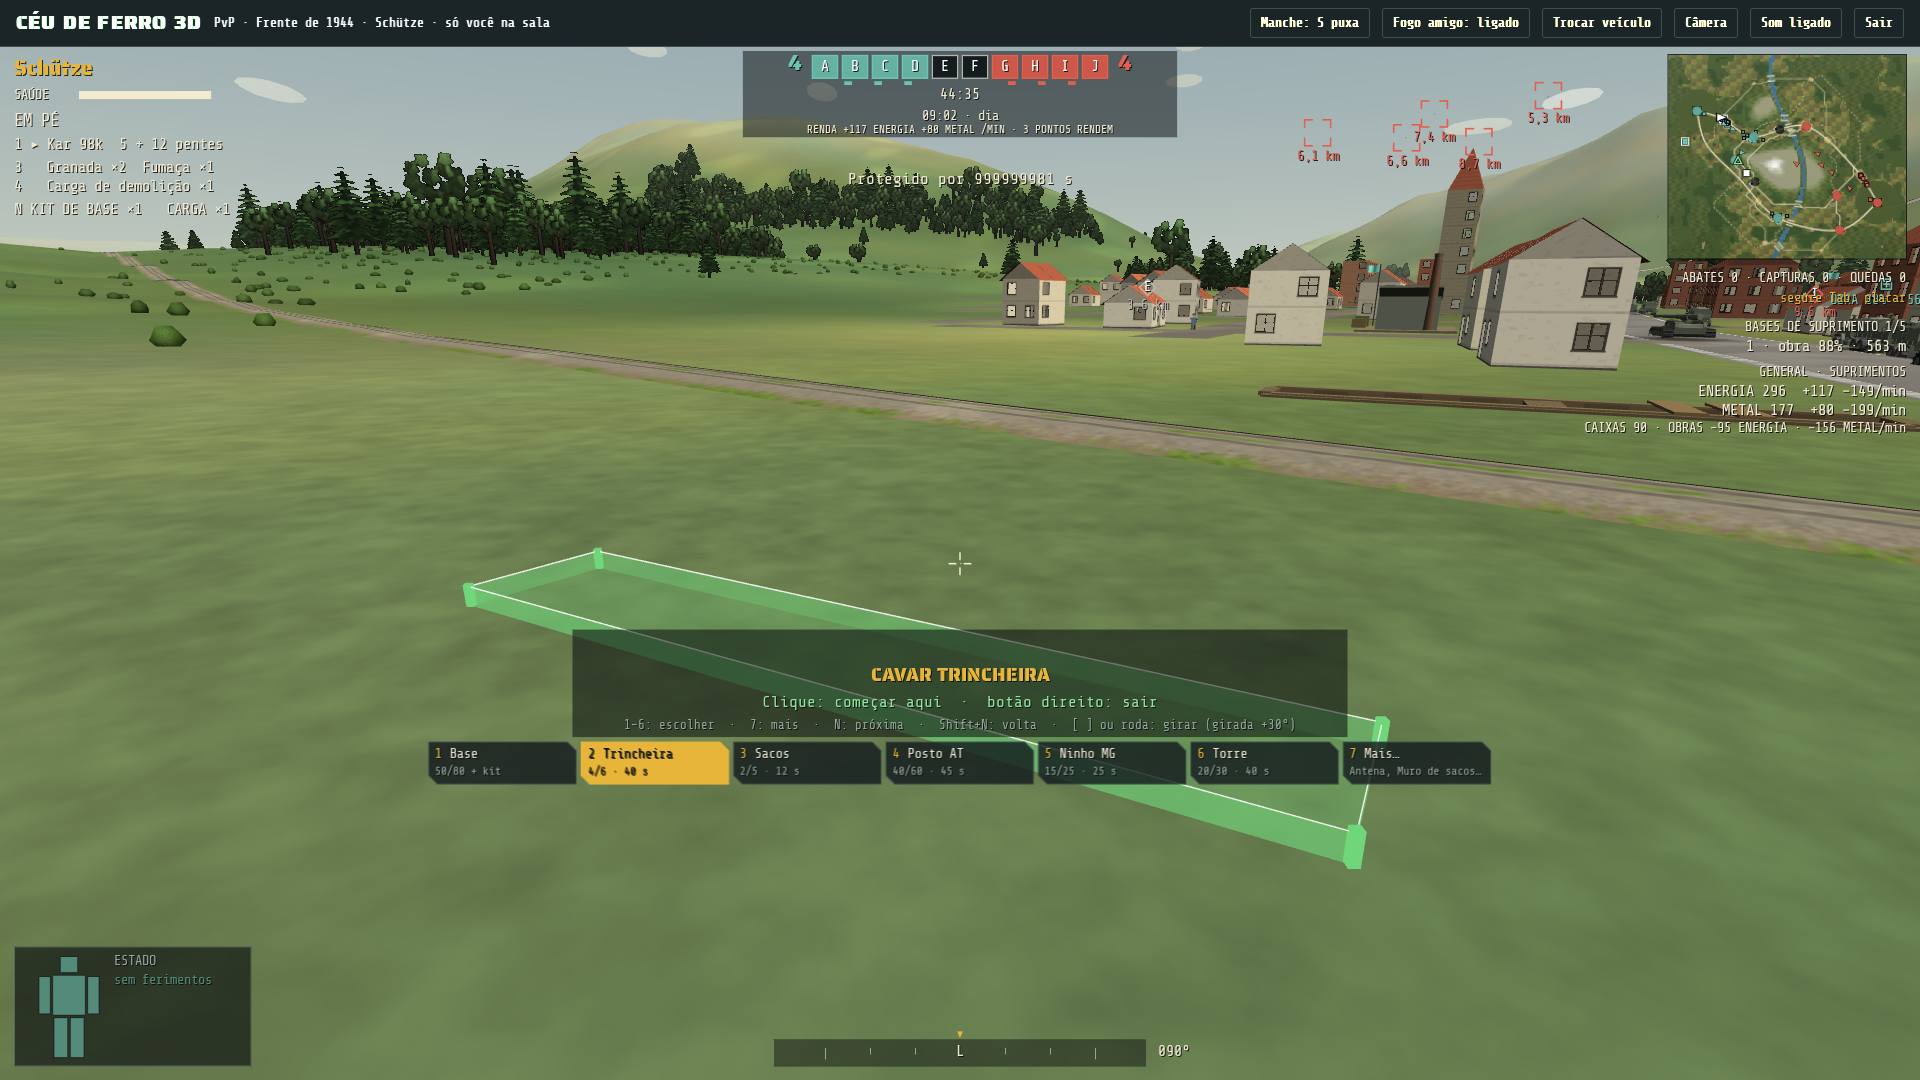 CÉU DE FERRO 3D PvP · Frente de 1944 · Schütze · só você na sala
Manche: S puxa
Fogo amigo: ligado
Trocar veículo
Câmera
Som ligado
Sair
Schütze
SAÚDE
EM PÉ
1 ▸ Kar 98k 5 + 12 pentes
3 Granada ×2 Fumaça ×1
4 Carga de demolição ×1
N KIT DE BASE ×1 CARGA ×1
4 A B C D E F G H I J 4
44:35
09:02 · dia
RENDA +117 ENERGIA +80 METAL /MIN · 3 PONTOS RENDEM
Protegido por 999999981 s
5,3 km
7,4 km
6,1 km
6,6 km
8,7 km
E
ABATES 0 · CAPTURAS 0 · QUEDAS 0
segure Tab: placar
BASES DE SUPRIMENTO 1/5
1 · obra 88% · 563 m
GENERAL · SUPRIMENTOS
ENERGIA 296 +117 −149/min
METAL 177 +80 −199/min
CAIXAS 90 · OBRAS −95 ENERGIA · −156 METAL/min
CAVAR TRINCHEIRA
Clique: começar aqui · botão direito: sair
1-6: escolher · 7: mais · N: próxima · Shift+N: volta · [ ] ou roda: girar (girada +30°)
1 Base
50/80 + kit
2 Trincheira
4/6 · 40 s
3 Sacos
2/5 · 12 s
4 Posto AT
40/60 · 45 s
5 Ninho MG
15/25 · 25 s
6 Torre
20/30 · 40 s
7 Mais…
Antena, Muro de sacos…
ESTADO
sem ferimentos
L
090°